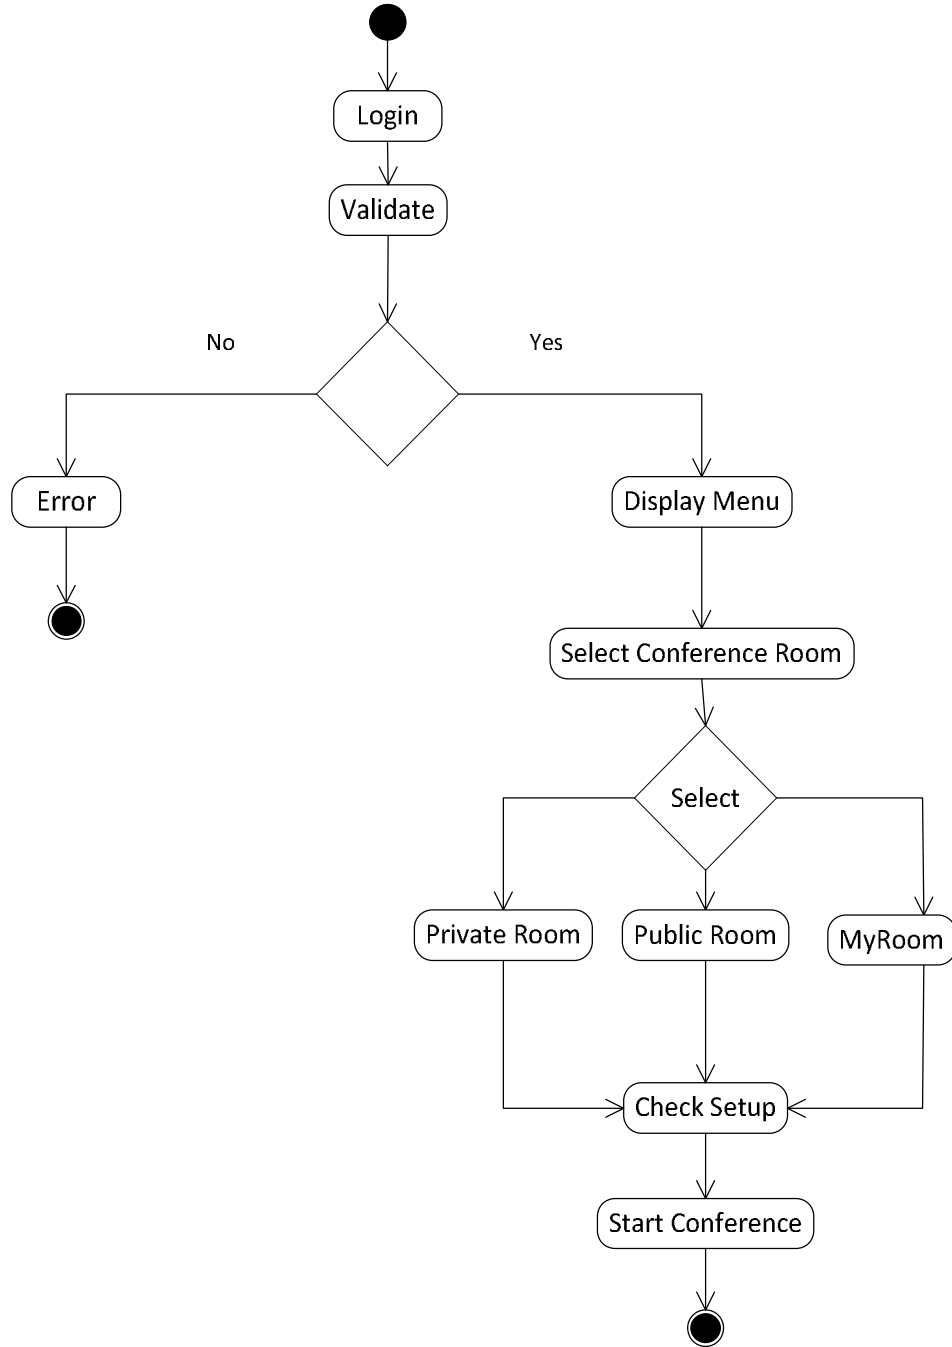 Login
Validate
No
Yes
Error
Display Menu
Select Conference Room
Select
Private Room
Public Room
MyRoom
Check Setup
Start Conference